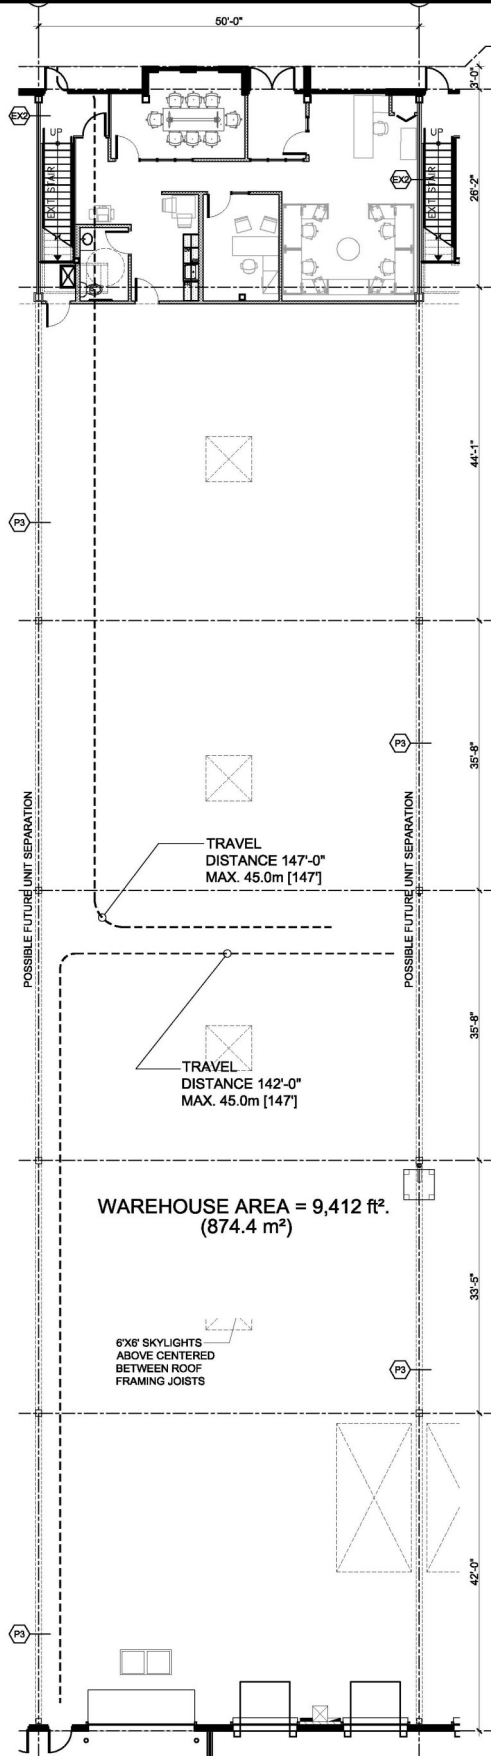 50'-0"
3'-0"
EX2
UP
EXIT STAIR
UP
EXIT STAIR
EX2
26'-2"
44'-1"
P3
P3
35'-8"
POSSIBLE FUTURE UNIT SEPARATION
POSSIBLE FUTURE UNIT SEPARATION
TRAVEL
DISTANCE 147'-0"
MAX. 45.0m [147']
35'-8"
TRAVEL
DISTANCE 142'-0"
MAX. 45.0m [147']
WAREHOUSE AREA = 9,412 ft².
(874.4 m²)
33'-5"
6'X6' SKYLIGHTS
ABOVE CENTERED
BETWEEN ROOF
FRAMING JOISTS
P3
42'-0"
P3